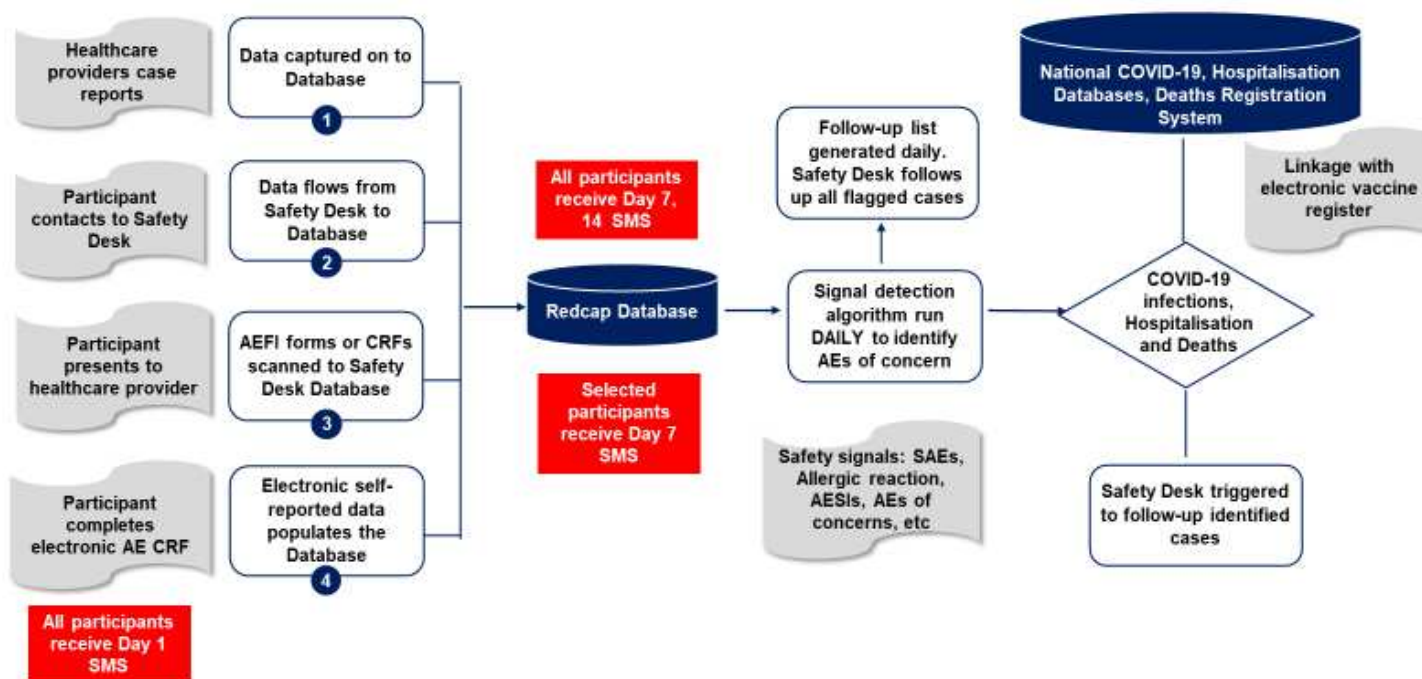 Healthcare
providers case
reports
Data captured on to
Database
1
Participant
contacts to Safety
Desk
Data flows from
Safety Desk to
Database
2
Participant
presents to
healthcare provider
AEFI forms or CRFs
scanned to Safety
Desk Database
3
Participant
completes
electronic AE CRF
Electronic self-
reported data
populates the
Database
4
All participants
receive Day 1
SMS
All participants
receive Day 7,
14 SMS
Redcap Database
Selected
participants
receive Day 7
SMS
Follow-up list
generated daily.
Safety Desk follows
up all flagged cases
Signal detection
algorithm run
DAILY to identify
AEs of concern
Safety signals: SAEs,
Allergic reaction,
AESIs, AEs of
concerns, etc
National COVID-19, Hospitalisation
Databases, Deaths Registration
System
Linkage with
electronic vaccine
register
COVID-19
infections,
Hospitalisation
and Deaths
Safety Desk triggered
to follow-up identified
cases